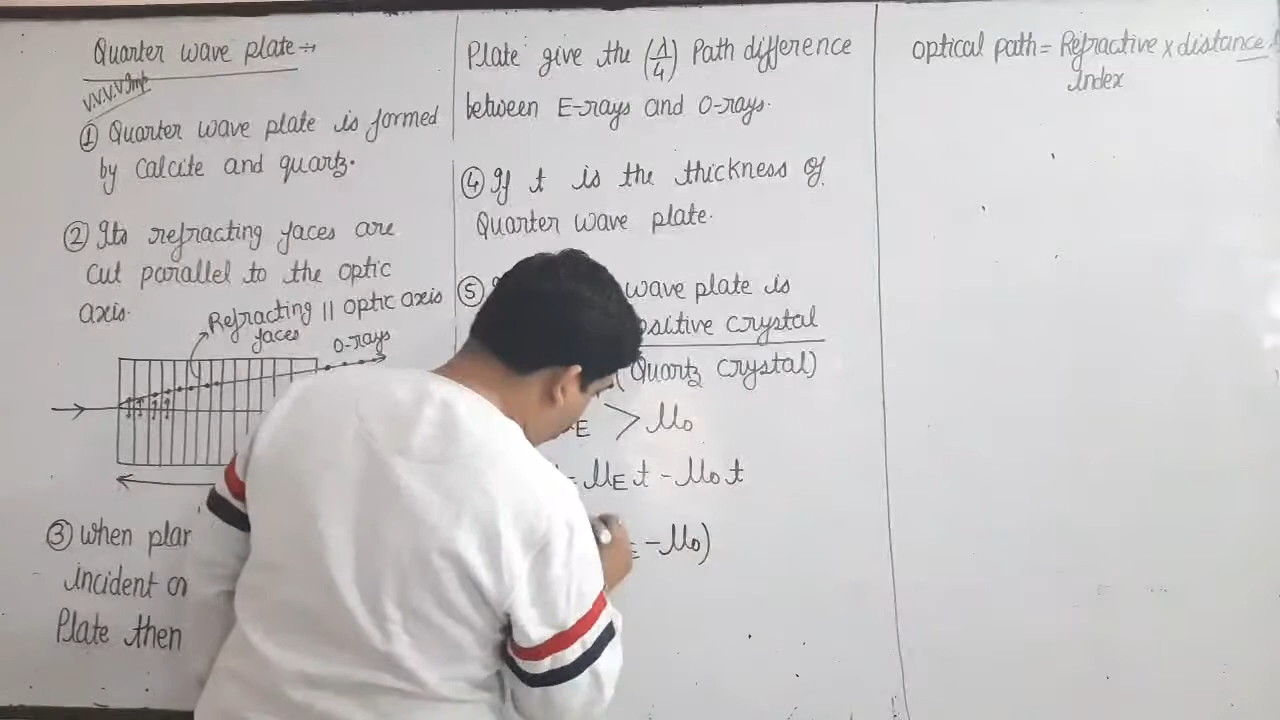 Quarter wave plate →
V.V.V.V Imp
① Quarter wave plate is formed
by Calcite and quartz.
② Its refracting faces are
cut parallel to the optic
axis.
Refracting || optic axis
faces
O-rays
③ when plan
incident on
Plate then
Plate give the (λ/4) Path difference
between E-rays and O-rays.
④ If t is the thickness of
Quarter wave plate.
⑤ wave plate is
ositive crystal
(Quartz crystal)
E > μo
= μE t - μo t
E - μo)
optical path = Refractive x distance
Index